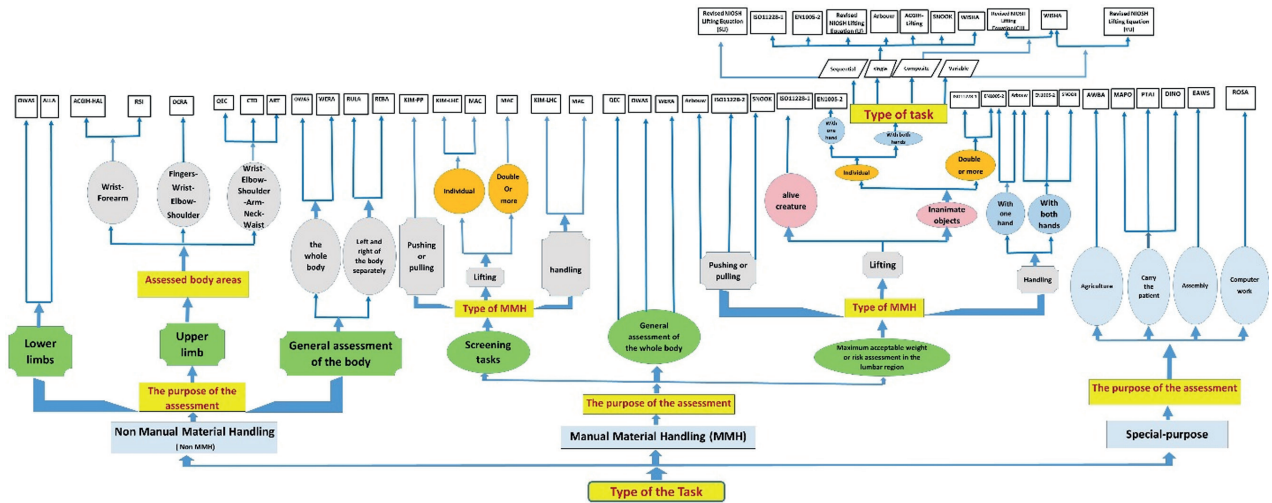 Revised NIOSH
Lifting Equation
(SU)
ISO11228-1
EN1005-2
Revised NIOSH
Lifting
Equation (LI)
Arbouw
ACGIH-
Lifting
SNOOK
WISHA
Revised NIOSH
Lifting
WISHA
Revised NIOSH
Lifting Equation
(VLI)
Sequential
Composite
Variable
Type of task
OWAS
ALLA
ACGIH-HAL
RSI
OCRA
QEC
CTD
ART
OWAS
WERA
RULA
REBA
KIM-PP
KIM-LHC
MAC
MAC
KIM-LHC
MAC
QEC
OWAS
WERA
Arbouw
ISO11228-2
SNOOK
ISO11228-1
EN1005-2
EN1005-2
Arbouw
EN1005-2
SNOOK
AWBA
MAPO
PTAI
DINO
EAWS
ROSA
With
one
hand
With both
hands
Wrist-
Forearm
Fingers-
Wrist-
Elbow-
Shoulder
Wrist-
Elbow-
Shoulder
-Arm-
Neck-
Waist
the
whole
body
Left and
right of
the body
separately
Pushing
or
pulling
Individual
Double
Or
more
Lifting
handling
Pushing or
pulling
alive
creature
Individual
Double
or more
Inanimate
objects
Lifting
With
one
hand
With
both
hands
Handling
Agriculture
Carry
the
patient
Assembly
Computer
work
Assessed body areas
Type of MMH
Type of MMH
Lower
limbs
Upper
limb
General assessment
of the body
Screening
tasks
General
assessment of
the whole body
Maximum acceptable weight
or risk assessment in the
lumbar region
The purpose of the
assessment
The purpose of the assessment
The purpose of the
assessment
Non Manual Material Handling
( Non MMH)
Manual Material Handling (MMH)
Special-purpose
Type of the Task